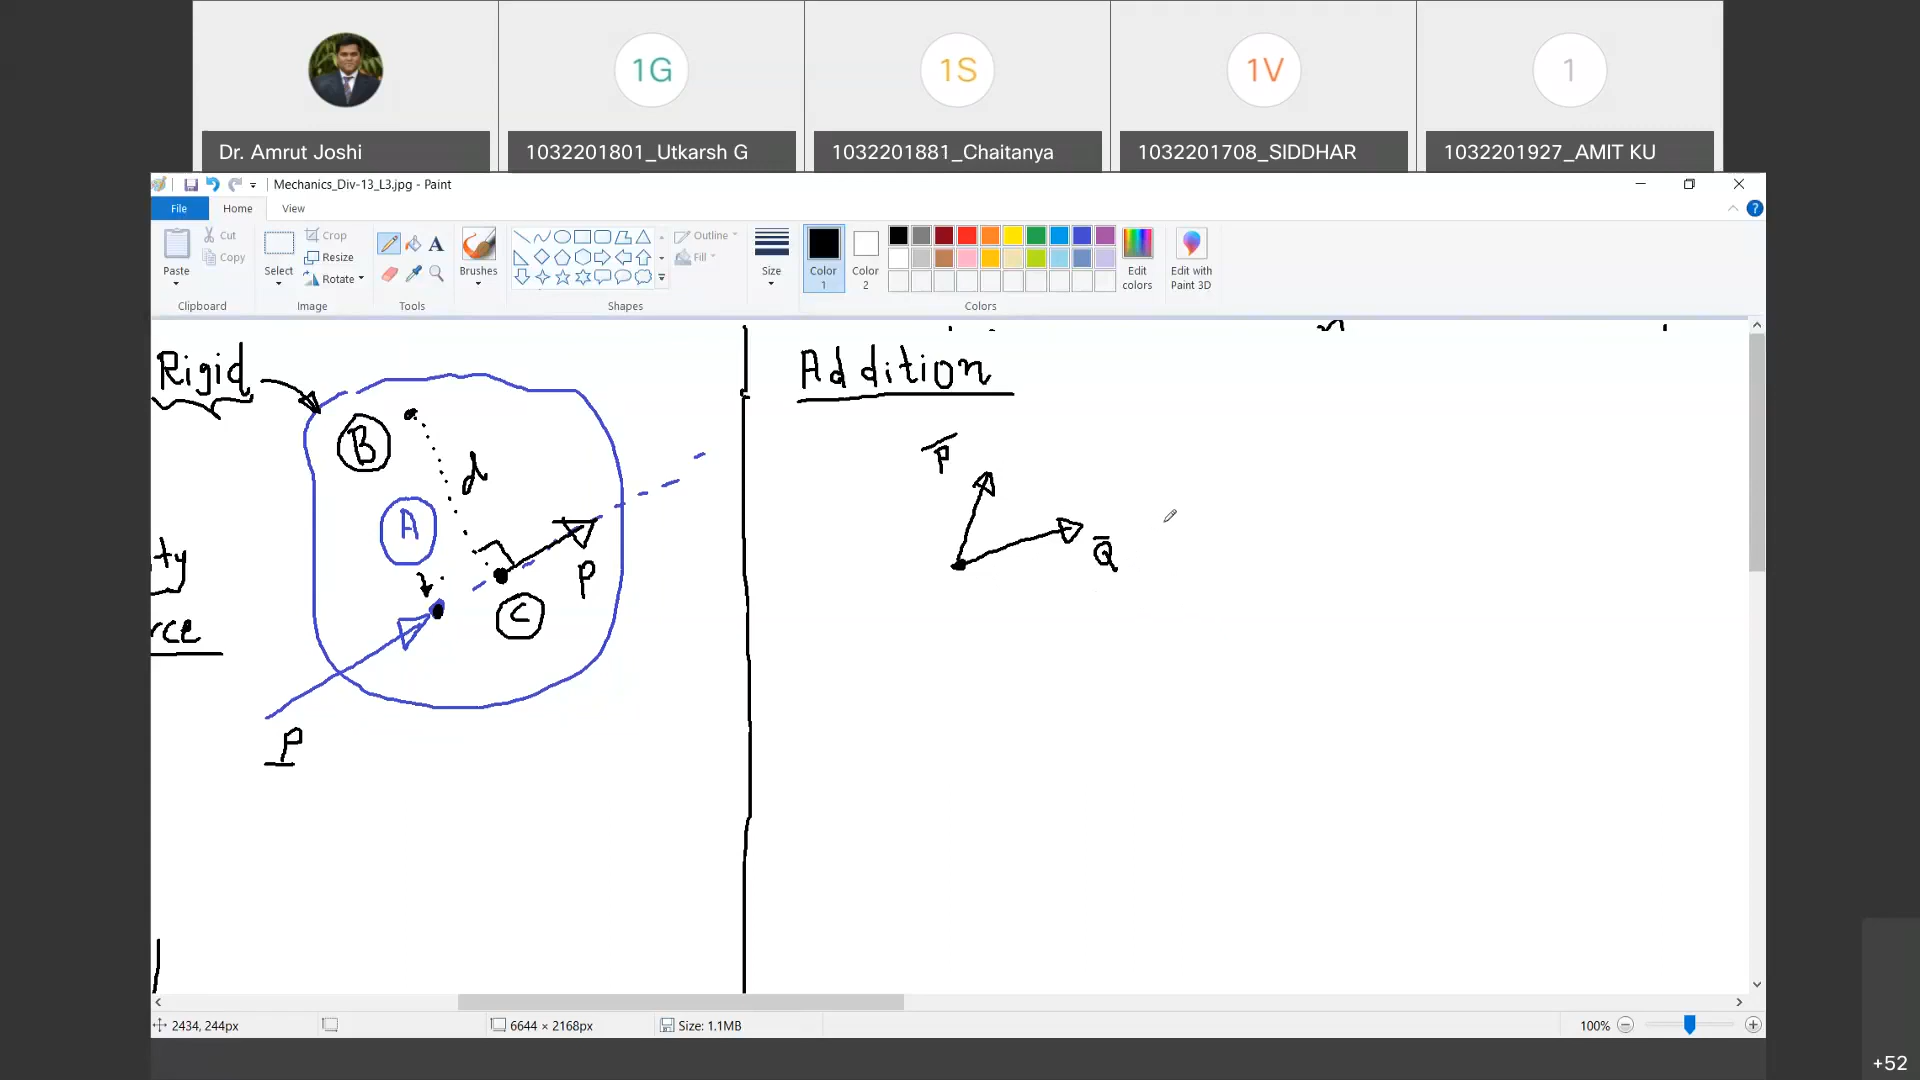 Dr. Amrut Joshi
1G
1032201801_Utkarsh G
1S
1032201881_Chaitanya
1V
1032201708_SIDDHAR
1
1032201927_AMIT KU
Mechanics_Div-13_L3.jpg - Paint
File Home View
Paste
Cut
Copy
Clipboard
Select
Crop
Resize
Rotate
Image
A
Tools
Brushes
Outline
Fill
Shapes
Size
Color 1
Color 2
Edit colors
Colors
Edit with Paint 3D
?
Rigid
B
d
A
P
C
ty
rce
P
Addition
P
Q
2434, 244px
6644 × 2168px
Size: 1.1MB
100%
+52